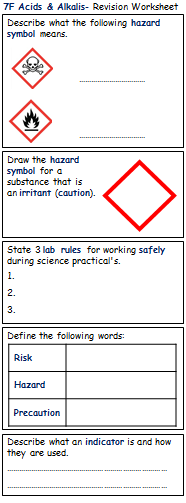 7F Acids & Alkalis- Revision Worksheet
Describe what the following hazard
symbol means.
Draw the hazard
symbol for a
substance that is
an irritant (caution).
State 3 lab rules for working safely
during science practical's.
1.
2.
3.
Define the following words:
Risk
Hazard
Precaution
Describe what an indicator is and how
they are used.